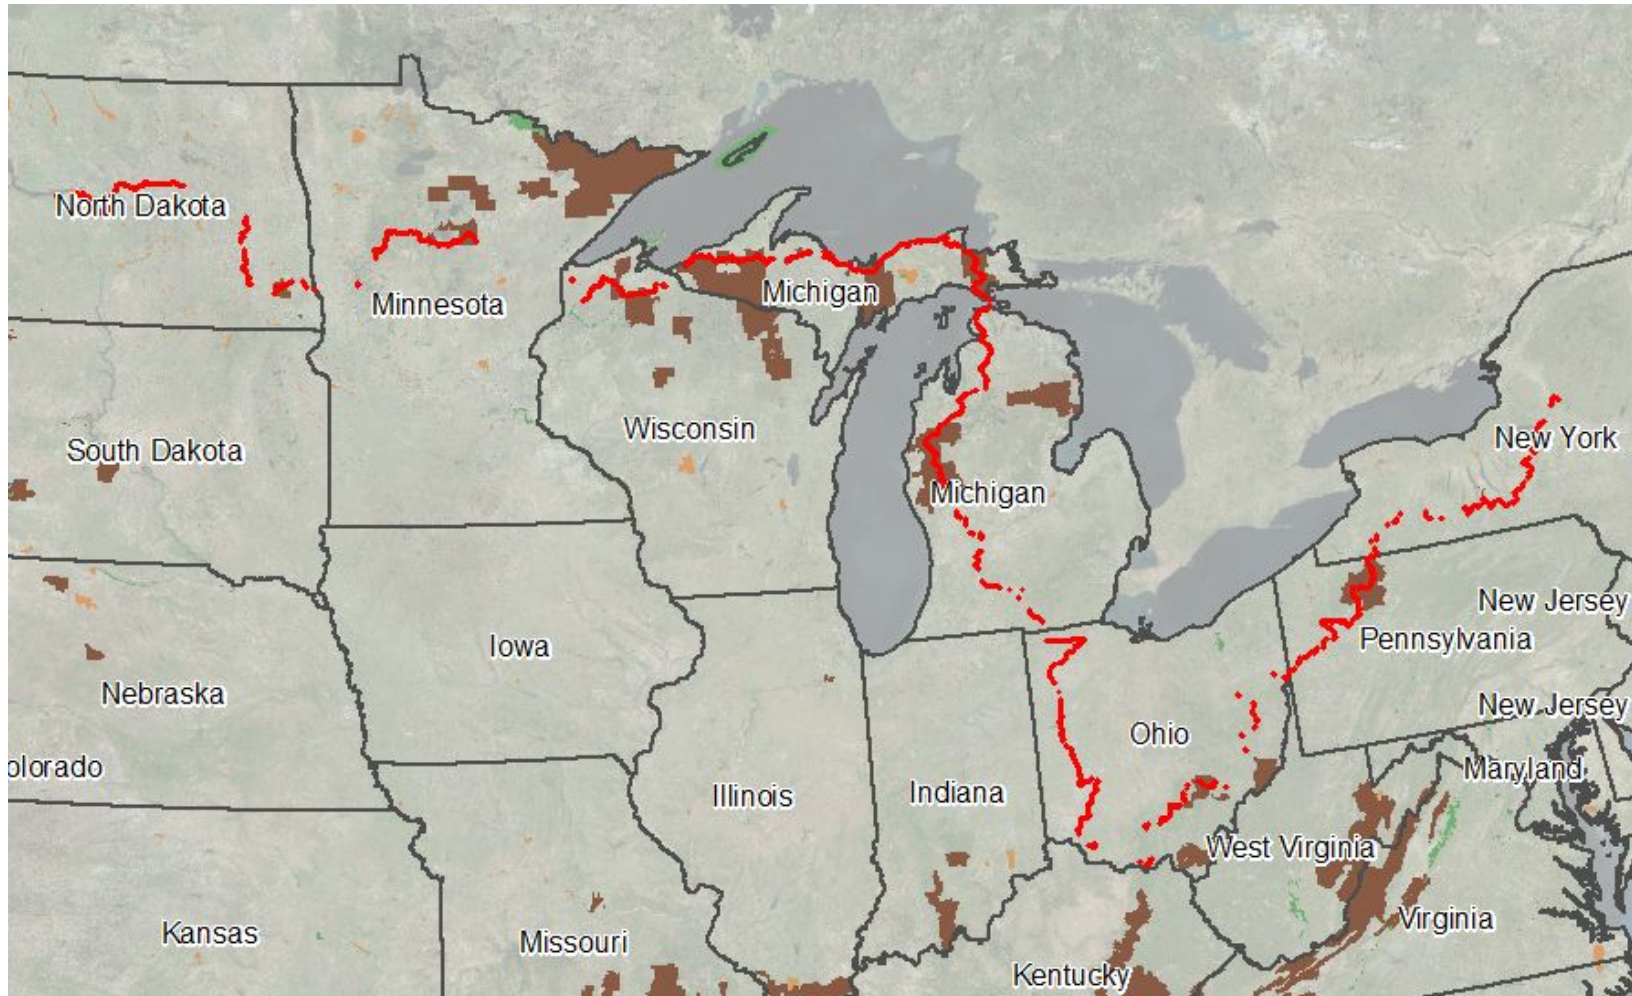 North Dakota
Minnesota
Michigan
Wisconsin
New York
South Dakota
Michigan
New Jersey
Pennsylvania
Iowa
Nebraska
New Jersey
Ohio
olorado
Maryland
Illinois
Indiana
West Virginia
Virginia
Kansas
Missouri
Kentucky